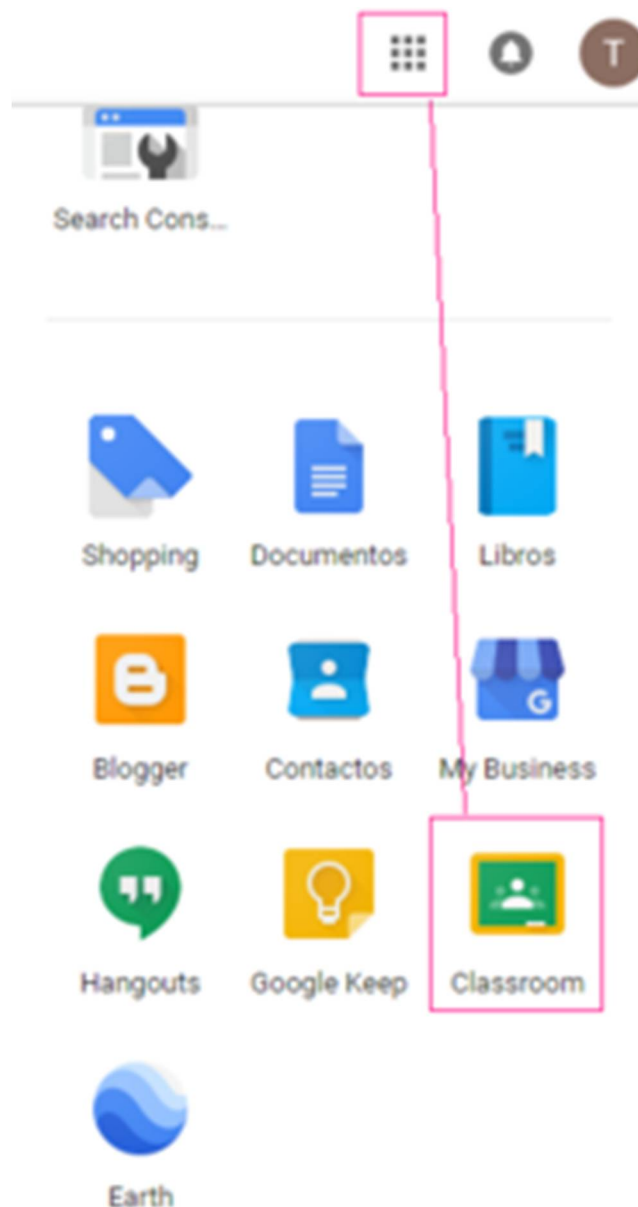 T
Search Cons...
Shopping Documentos Libros
G
Blogger Contactos My Business
Hangouts Google Keep Classroom
Earth